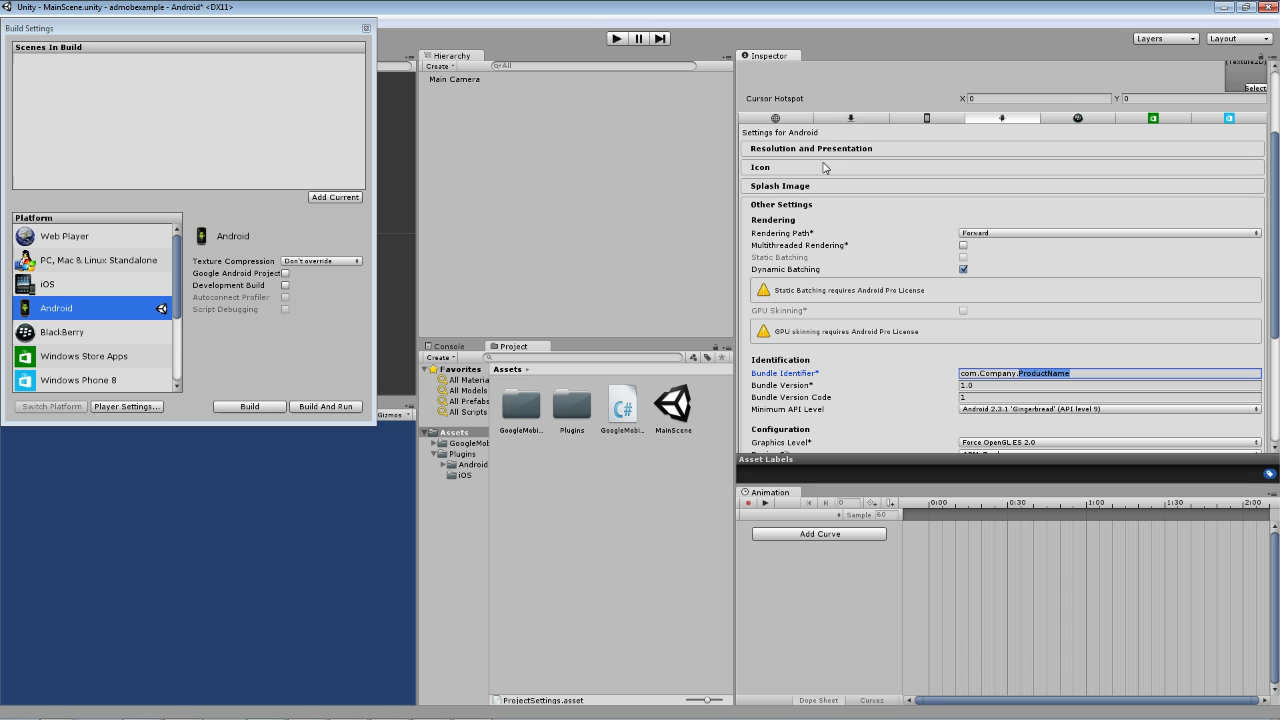 Unity - MainScene.unity - admobexample - Android* <DX11>
Build Settings
Scenes In Build
Add Current
Platform
Web Player
PC, Mac & Linux Standalone
iOS
Android
BlackBerry
Windows Store Apps
Windows Phone 8
Android
Texture Compression Don't override
Google Android Project
Development Build
Autoconnect Profiler
Script Debugging
Switch Platform
Player Settings...
Build
Build And Run
Gizmos
Hierarchy
Create
All
Main Camera
Console
Project
Create
Favorites
All Materia
All Models
All Prefabs
All Scripts
Assets
GoogleMob
Plugins
Android
iOS
Assets
GoogleMobi...
Plugins
GoogleMobi...
MainScene
ProjectSettings.asset
Layers
Layout
Inspector
Select
Cursor Hotspot X 0 Y 0
Settings for Android
Resolution and Presentation
Icon
Splash Image
Other Settings
Rendering
Rendering Path* Forward
Multithreaded Rendering*
Static Batching
Dynamic Batching
Static Batching requires Android Pro License
GPU Skinning*
GPU skinning requires Android Pro License
Identification
Bundle Identifier* com.Company.ProductName
Bundle Version* 1.0
Bundle Version Code 1
Minimum API Level Android 2.3.1 'Gingerbread' (API level 9)
Configuration
Graphics Level* Force OpenGL ES 2.0
Asset Labels
Animation
0 0:00 0:30 1:00 1:30 2:00
Sample 60
Add Curve
Dope Sheet
Curves